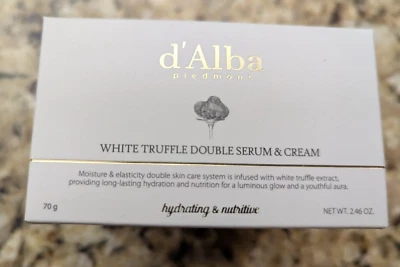 d'Alba
piedmont
WHITE TRUFFLE DOUBLE SERUM & CREAM
Moisture & elasticity double skin care system is infused with white truffle extract,
providing long-lasting hydration and nutrition for a luminous glow and a youthful aura.
70 g
hydrating & nutritive
NET WT. 2.46 OZ.